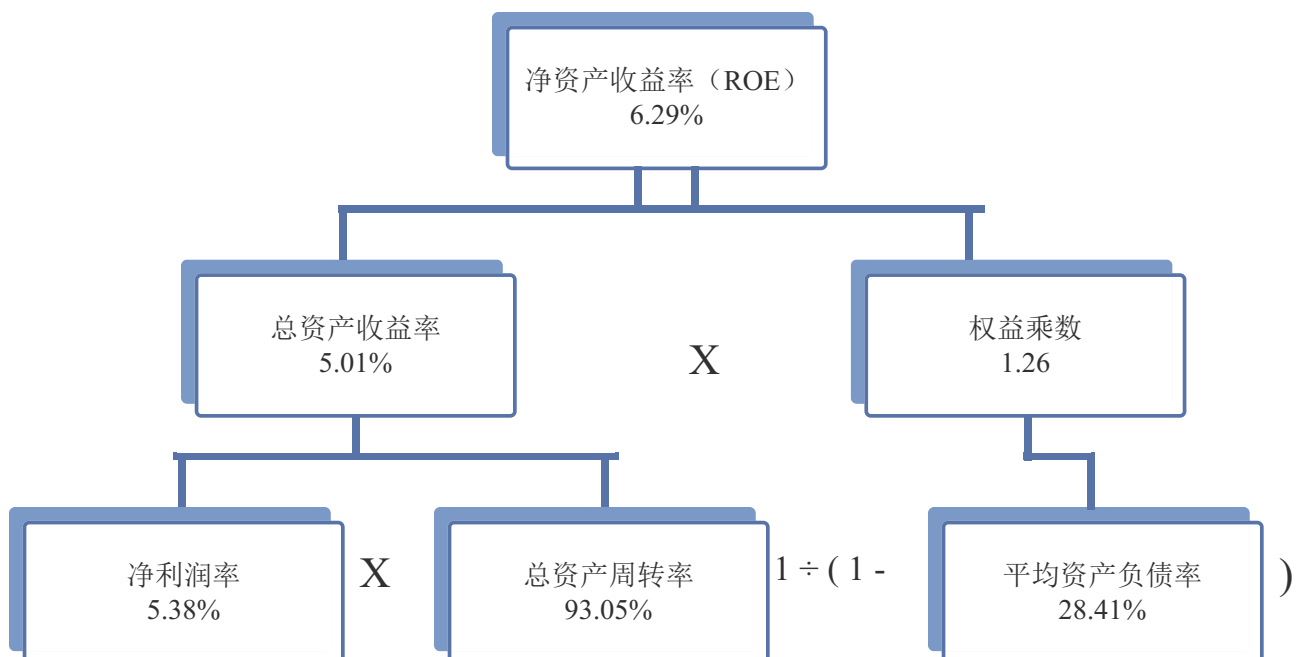 净资产收益率（ROE）
6.29%
总资产收益率
5.01%
X
权益乘数
1.26
净利润率
5.38%
X
总资产周转率
93.05%
1 ÷ ( 1 -
平均资产负债率
28.41%
)